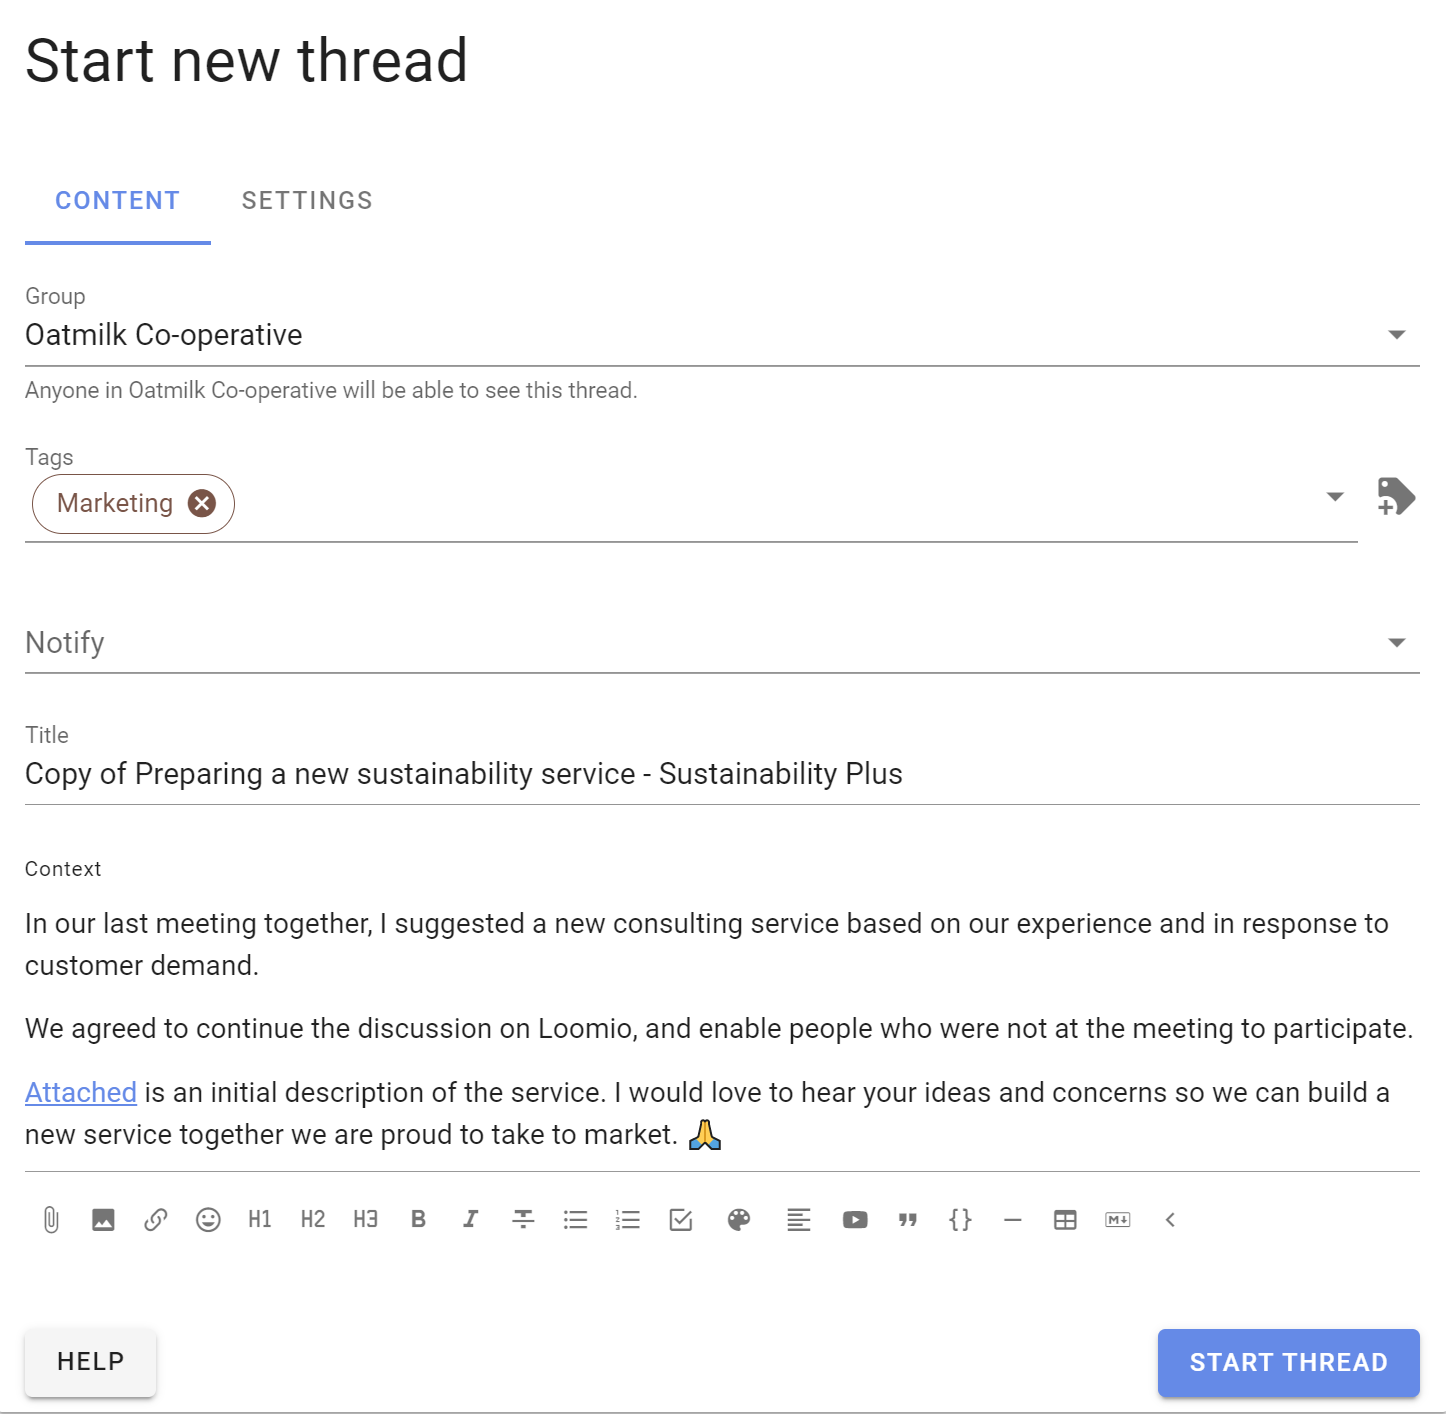 Start new thread
CONTENT SETTINGS
Group
Oatmilk Co-operative
Anyone in Oatmilk Co-operative will be able to see this thread.
Tags
Marketing
Notify
Title
Copy of Preparing a new sustainability service - Sustainability Plus
Context
In our last meeting together, I suggested a new consulting service based on our experience and in response to
customer demand.
We agreed to continue the discussion on Loomio, and enable people who were not at the meeting to participate.
Attached is an initial description of the service. I would love to hear your ideas and concerns so we can build a
new service together we are proud to take to market. 🙏
H1 H2 H3 B I S 1 2 3 " {} — M↓ <
HELP START THREAD